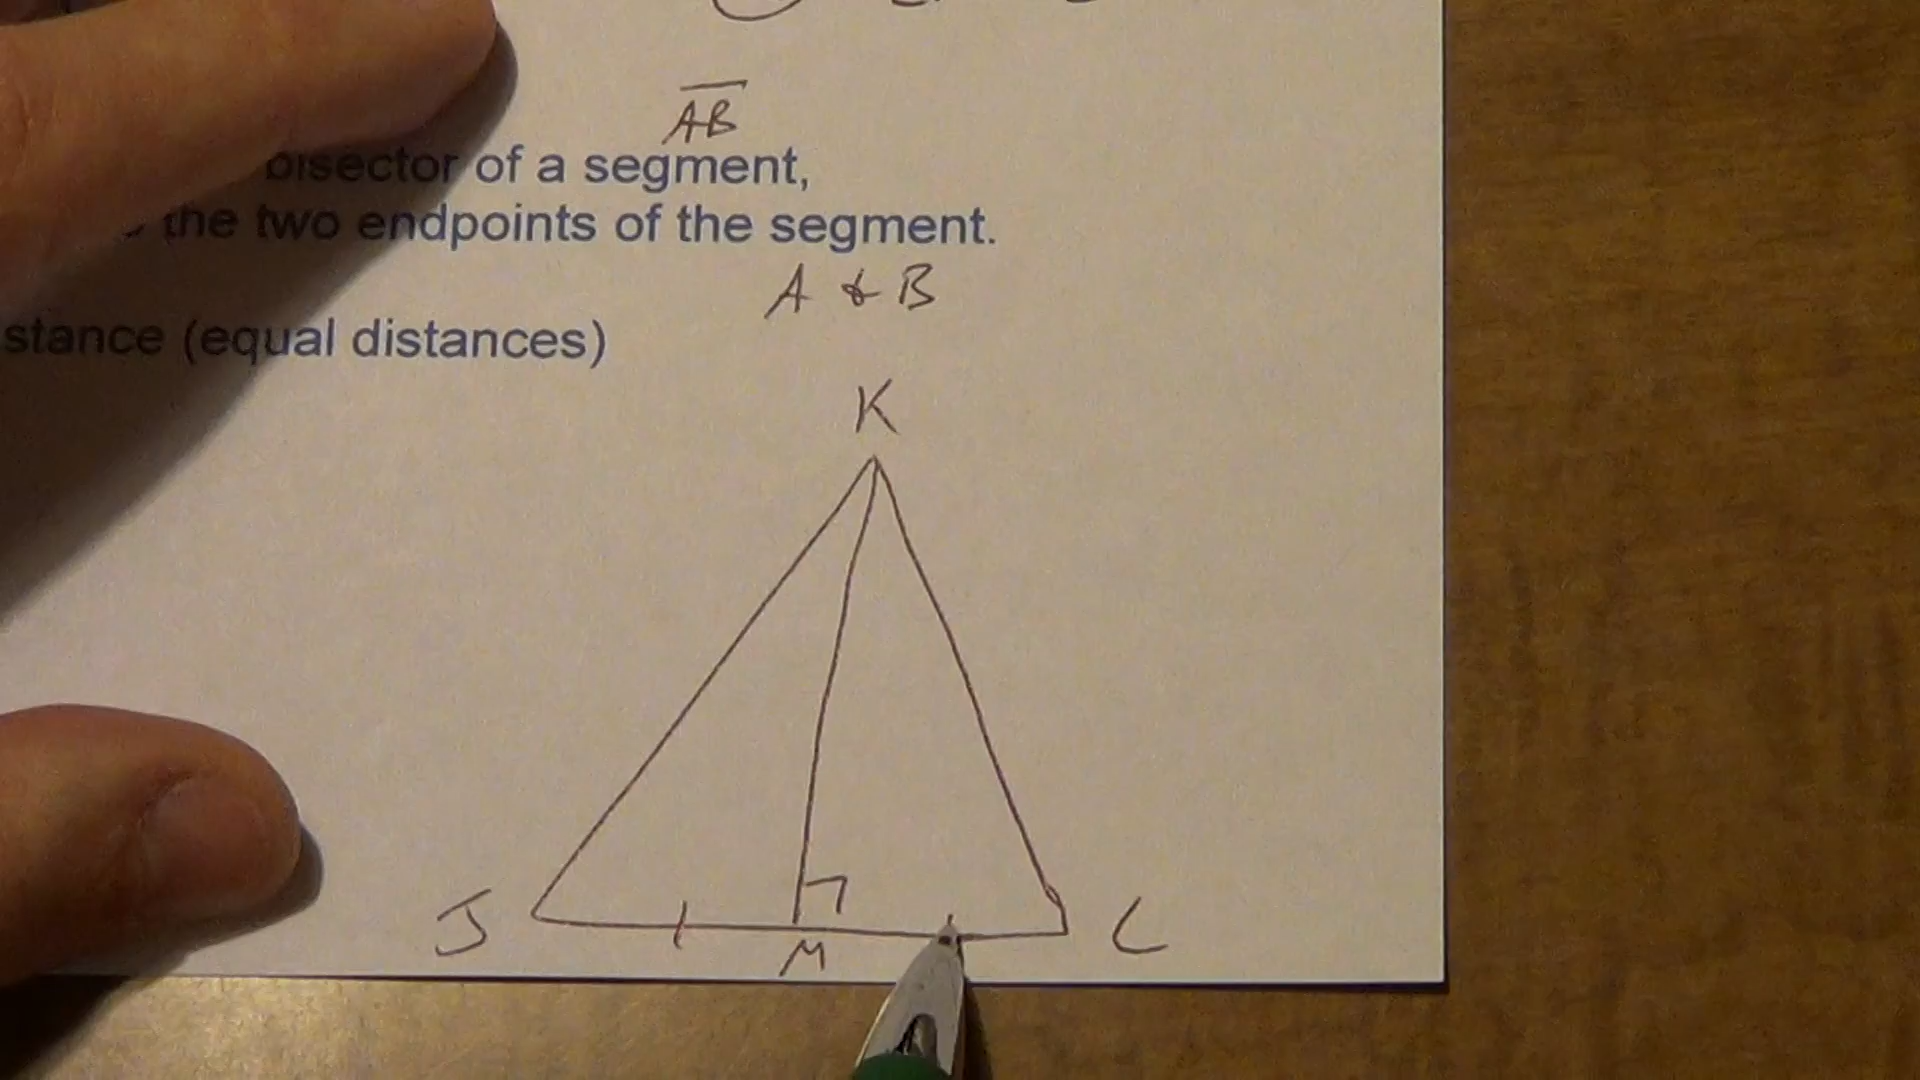 AB
bisector of a segment,
the two endpoints of the segment.
A & B
stance (equal distances)
K
J M L